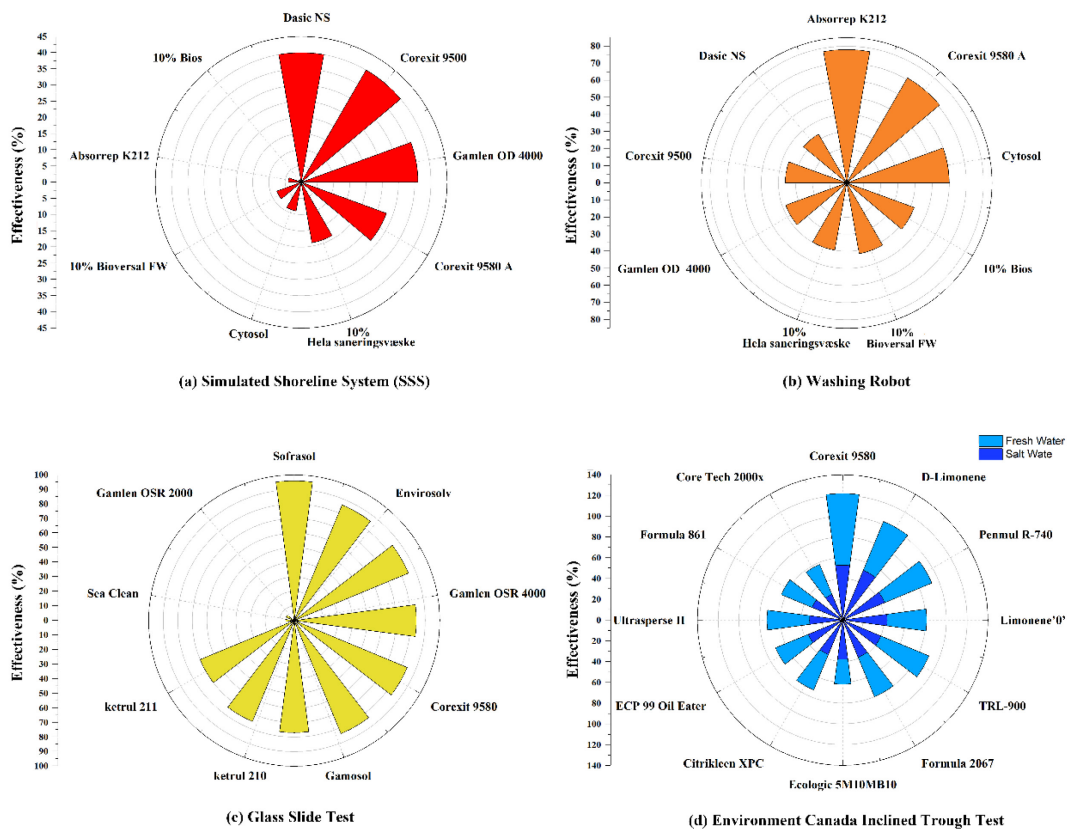 Dasic NS
45
40
35
30
25
20
15
10
5
0
5
10
15
20
25
30
35
40
45
Effectiveness (%)
10% Bios
Corexit 9500
Absorrep K212
Gamlen OD 4000
10% Bioversal FW
Corexit 9580 A
Cytosol
10%
Hela saneringsvæske
(a) Simulated Shoreline System (SSS)
Absorrep K212
80
70
60
50
40
30
20
10
0
10
20
30
40
50
60
70
80
Effectiveness (%)
Dasic NS
Corexit 9580 A
Corexit 9500
Cytosol
Gamlen OD 4000
10% Bios
10%
Hela saneringsvæske
10%
Bioversal FW
(b) Washing Robot
Sofrasol
100
90
80
70
60
50
40
30
20
10
0
10
20
30
40
50
60
70
80
90
100
Effectiveness (%)
Gamlen OSR 2000
Envirosolv
Sea Clean
Gamlen OSR 4000
ketrul 211
Corexit 9580
ketrul 210
Gamosol
(c) Glass Slide Test
Fresh Water
Salt Wate
Corexit 9580
140
120
100
80
60
40
20
0
20
40
60
80
100
120
140
Effectiveness (%)
Core Tech 2000x
D-Limonene
Formula 861
Penmul R-740
Ultrasperse II
Limonene'0'
ECP 99 Oil Eater
TRL-900
Citrikleen XPC
Formula 2067
Ecologic 5M10MB10
(d) Environment Canada Inclined Trough Test